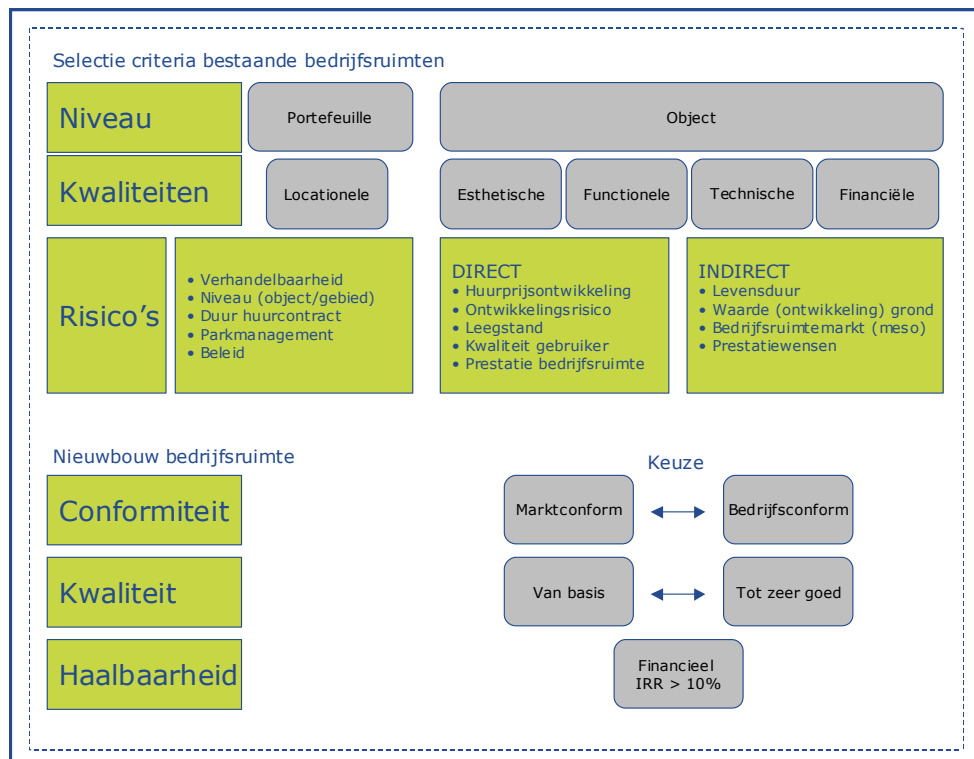 Selectie criteria bestaande bedrijfsruimten
Niveau
Portefeuille
Object
Kwaliteiten
Locationele
Esthetische
Functionele
Technische
Financiële
Risico's
• Verhandelbaarheid
• Niveau (object/gebied)
• Duur huurcontract
• Parkmanagement
• Beleid
DIRECT
• Huurprijsontwikkeling
• Ontwikkelingsrisico
• Leegstand
• Kwaliteit gebruiker
• Prestatie bedrijfsruimte
INDIRECT
• Levensduur
• Waarde (ontwikkeling) grond
• Bedrijfsruimtemarkt (meso)
• Prestatiewensen
Nieuwbouw bedrijfsruimte
Keuze
Conformiteit
Marktconform
Bedrijfsconform
Kwaliteit
Van basis
Tot zeer goed
Haalbaarheid
Financieel
IRR > 10%